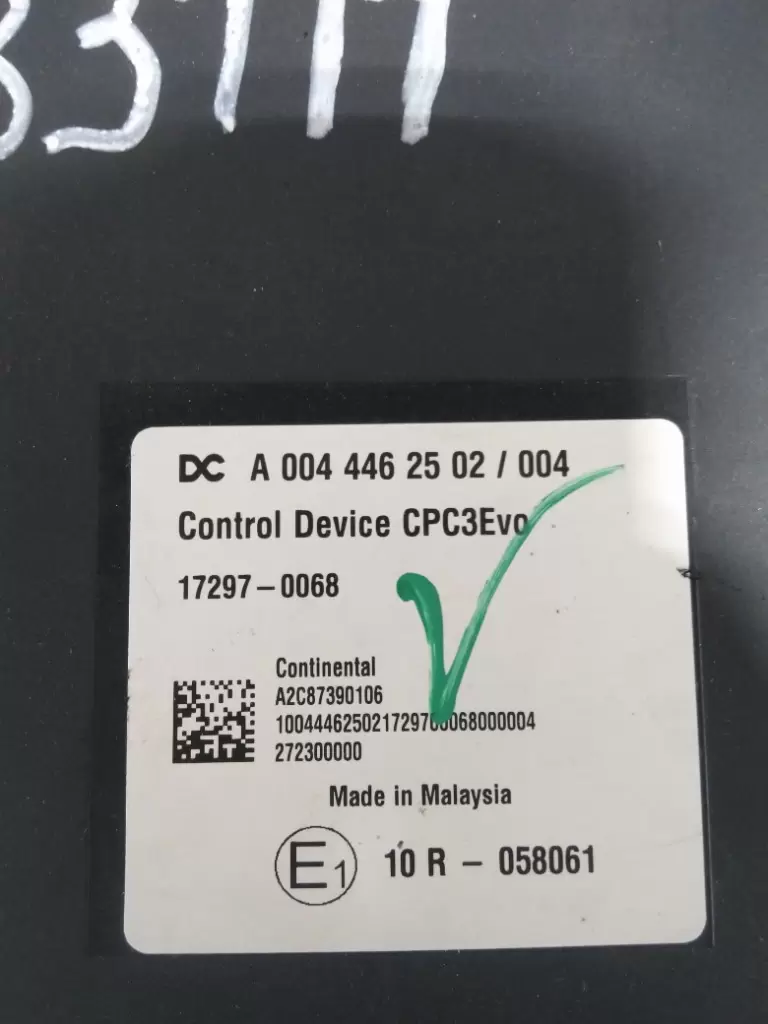 DC A 004 446 25 02 / 004
Control Device CPC3Evo
17297-0068
Continental
A2C87390106
10044462502172970068000004
272300000
Made in Malaysia
E1 10 R - 058061